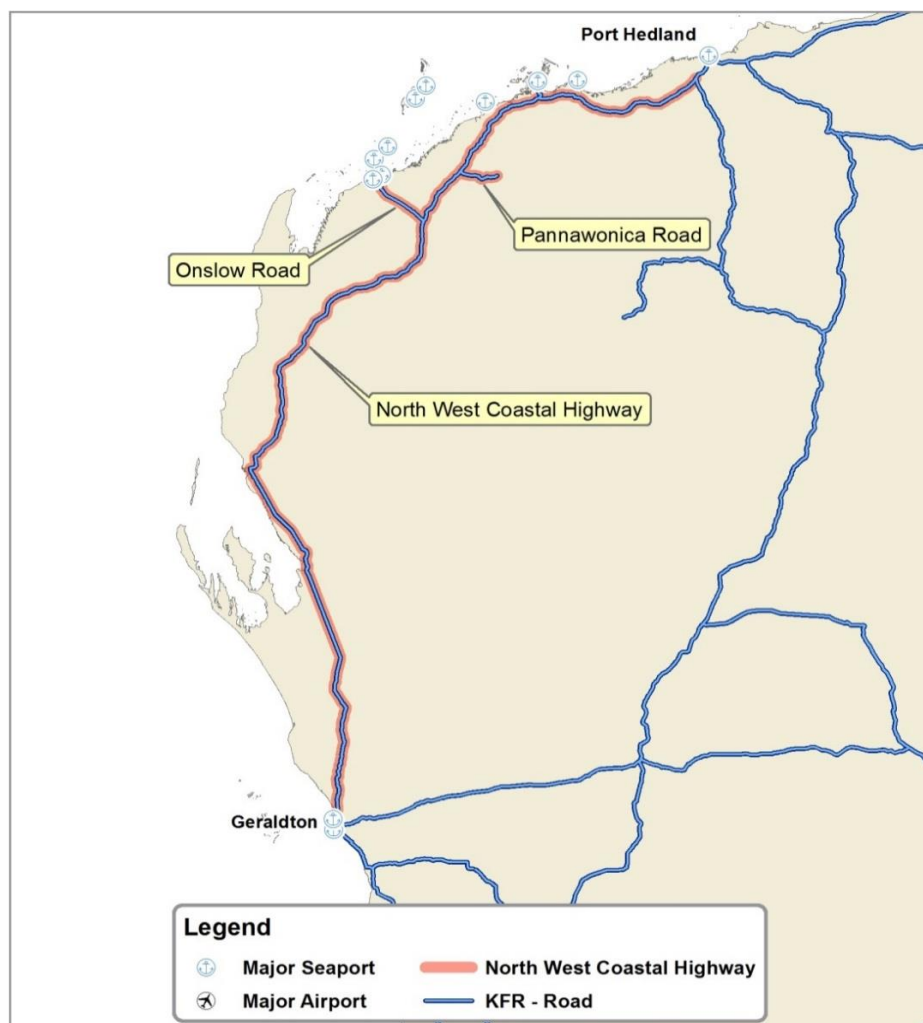 Port Hedland
Pannawonica Road
Onslow Road
North West Coastal Highway
Geraldton
Legend
Major Seaport
North West Coastal Highway
Major Airport
KFR - Road